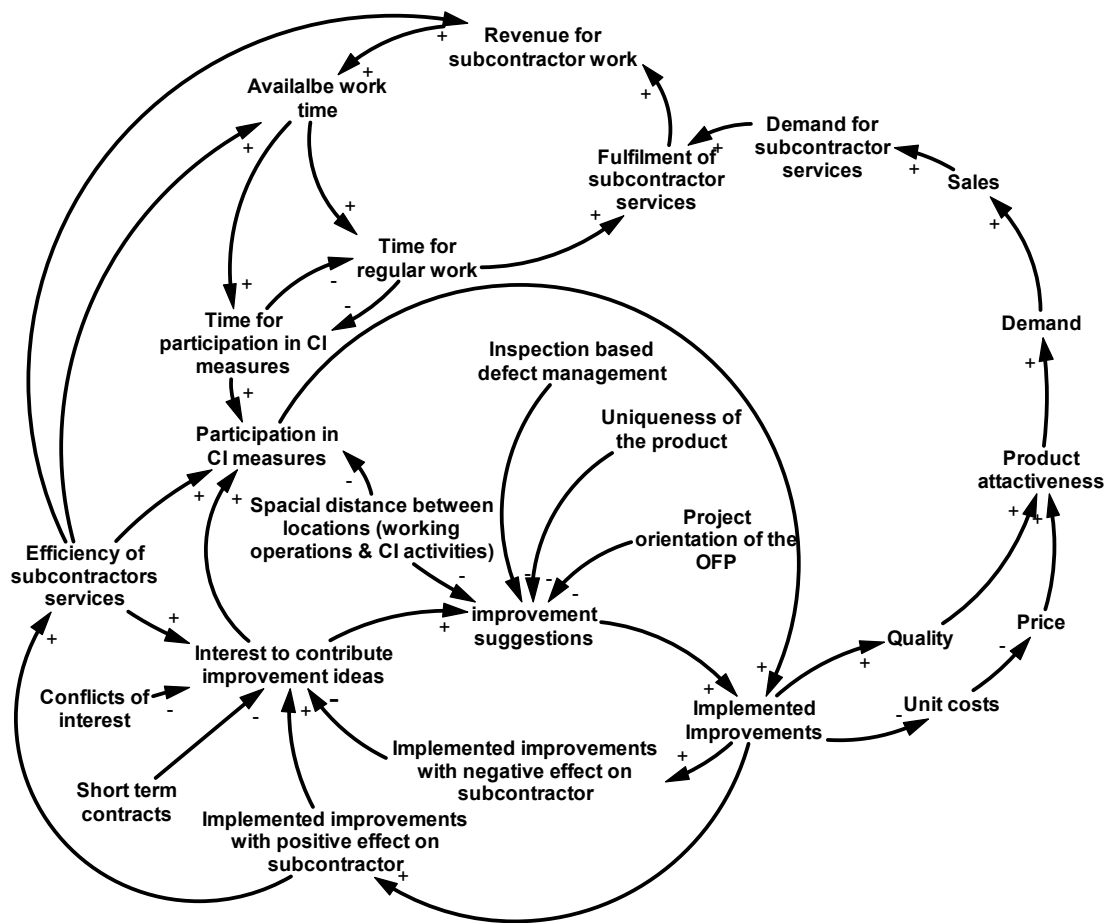 Revenue for
subcontractor work
+
+
Availalbe work
time
+
+
Demand for
subcontractor
services
+
+
Fulfilment of
subcontractor
services
Sales
+
+
+
Time for
regular work
-
-
+
Time for
participation in CI
measures
+
Demand
+
Inspection based
defect management
Uniqueness of
the product
Participation in
CI measures
+
+
-
Product
attactiveness
+
+
Spacial distance between
locations (working
operations & CI activities)
-
Project
orientation of the
OFP
-
-
-
Efficiency of
subcontractors
services
+
+
improvement
suggestions
+
Price
-
Quality
+
Interest to contribute
improvement ideas
Conflicts of
interest
-
-
+
-
+
+
Implemented
Improvements
-
Unit costs
Short term
contracts
Implemented improvements
with negative effect on
subcontractor
+
Implemented improvements
with positive effect on
subcontractor
+